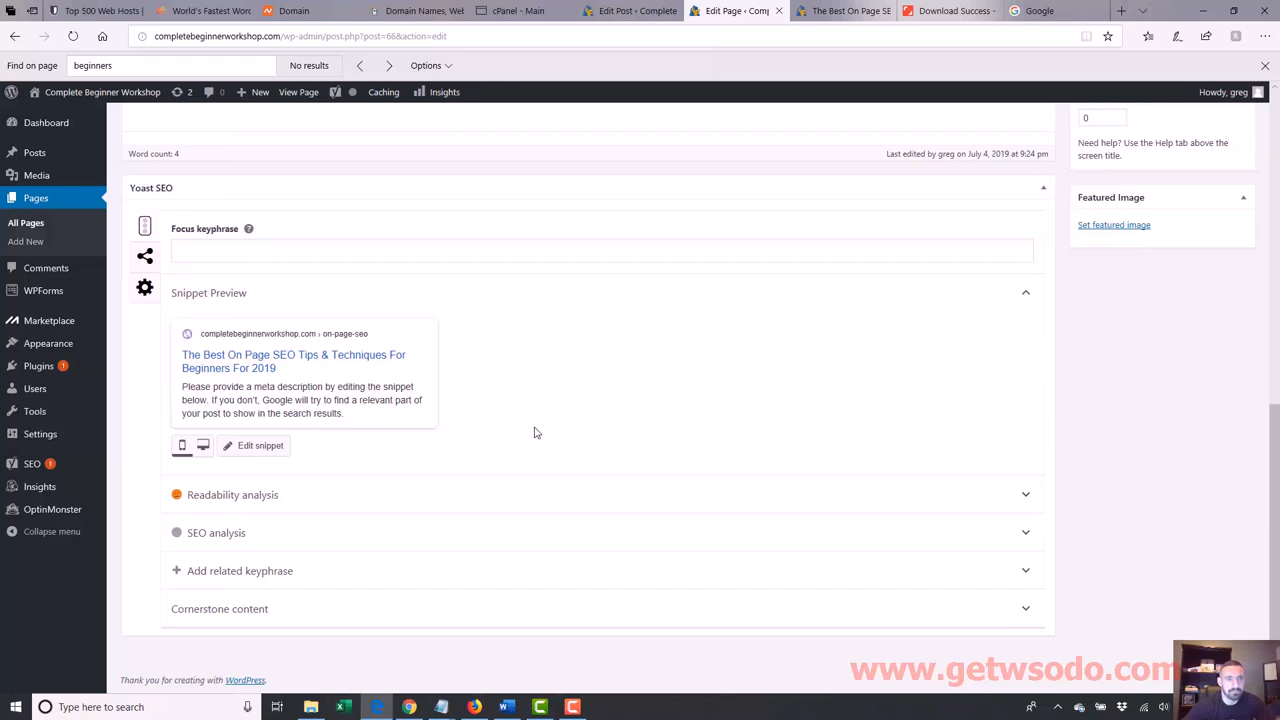 Top 500 Web Hosts |
World's Fastest Wor
Domain
Domain Names, Wel
cPanel - Main
Edit Post ‹ Complete
Edit Page ‹ Comp
The Best On Page SE
Download Success -
Google
completebeginnerworkshop.com/wp-admin/post.php?post=66&action=edit
Find on page
beginners
No results
Options
Complete Beginner Workshop
2
0
New
View Page
Caching
Insights
Howdy, greg
Dashboard
Posts
Media
Pages
All Pages
Add New
Comments
WPForms
Marketplace
Appearance
Plugins 1
Users
Tools
Settings
SEO 1
Insights
OptinMonster
Collapse menu
Word count: 4
Last edited by greg on July 4, 2019 at 9:24 pm
Yoast SEO
Focus keyphrase
Snippet Preview
completebeginnerworkshop.com › on-page-seo
The Best On Page SEO Tips & Techniques For
Beginners For 2019
Please provide a meta description by editing the snippet
below. If you don't, Google will try to find a relevant part of
your post to show in the search results.
Edit snippet
Readability analysis
SEO analysis
Add related keyphrase
Cornerstone content
0
Need help? Use the Help tab above the
screen title.
Featured Image
Set featured image
Thank you for creating with WordPress.
www.getwsodo.com
Type here to search